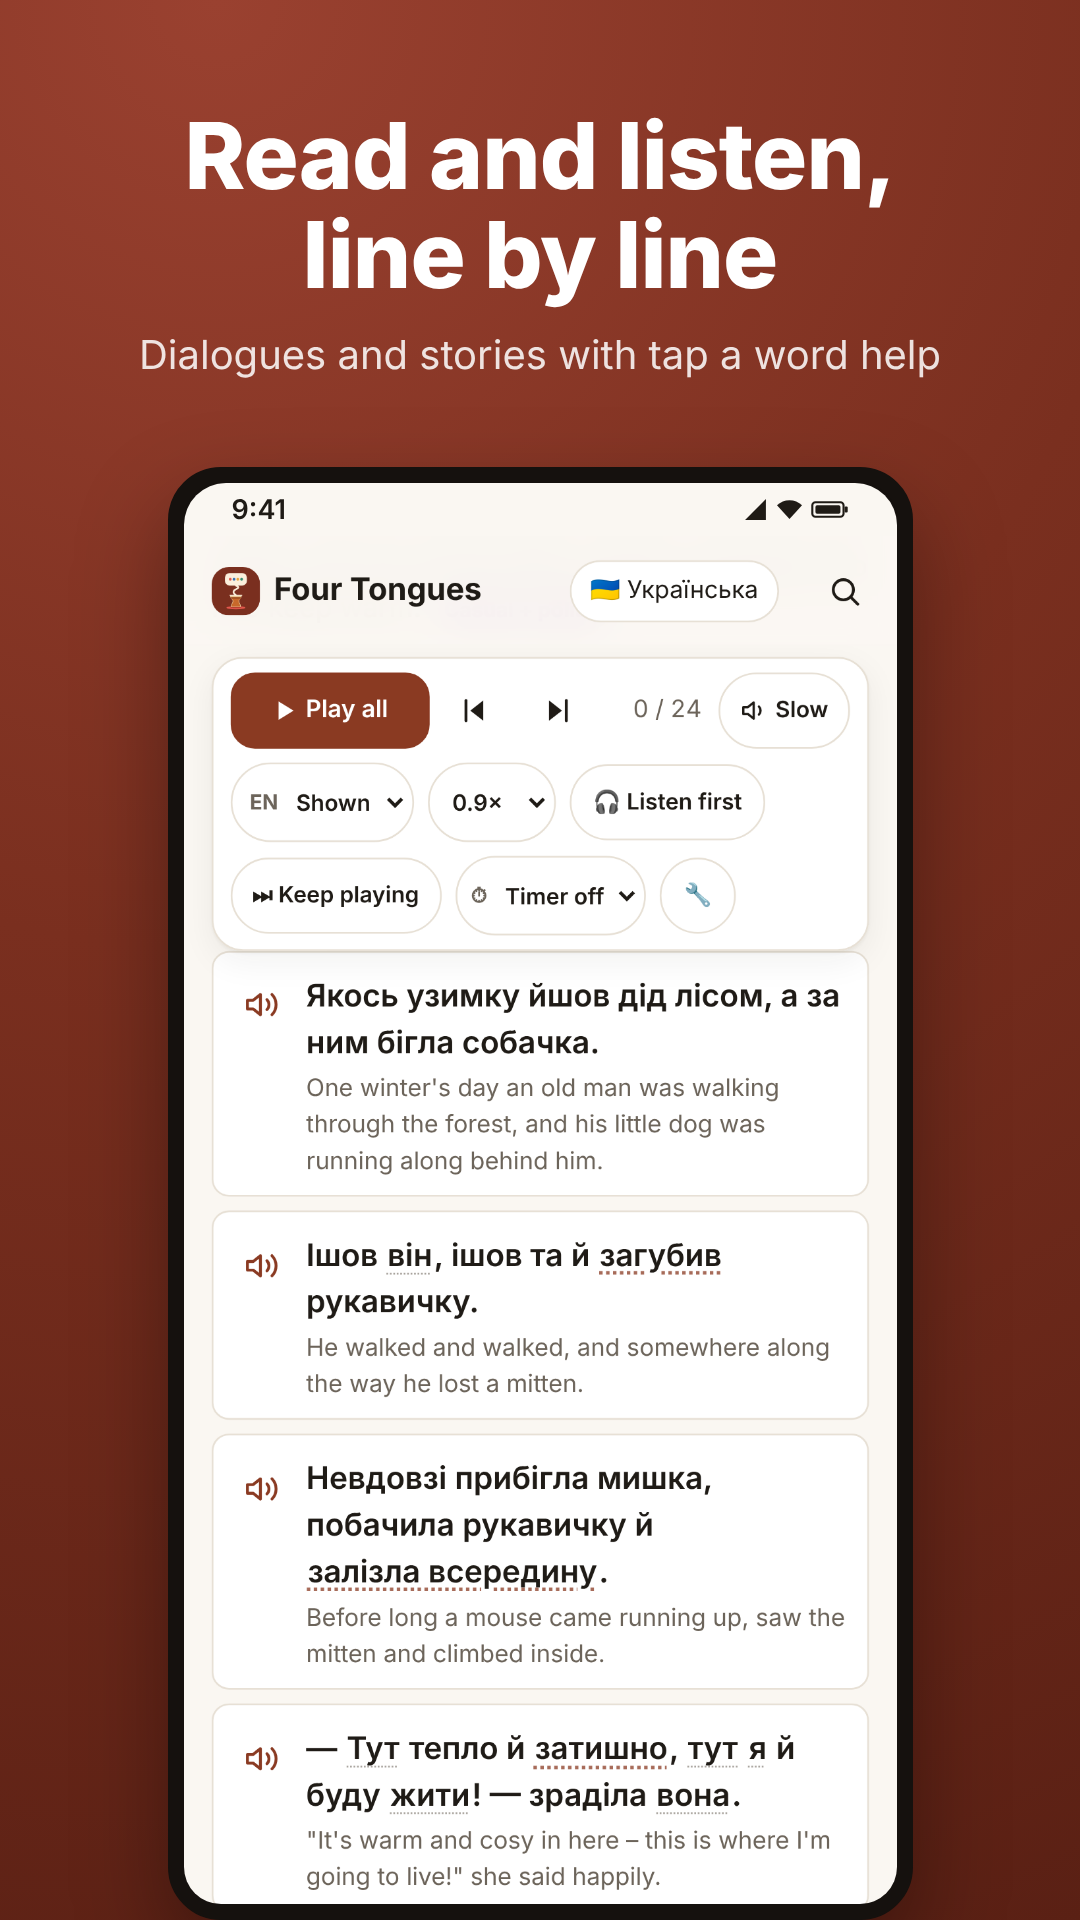 Read and listen,
line by line
Dialogues and stories with tap a word help
9:41
Four Tongues
Українська
Play all
0 / 24
Slow
EN Shown
0.9×
Listen first
Keep playing
Timer off
Якось узимку йшов дід лісом, а за
ним бігла собачка.
One winter's day an old man was walking
through the forest, and his little dog was
running along behind him.
Ішов він, ішов та й загубив
рукавичку.
He walked and walked, and somewhere along
the way he lost a mitten.
Невдовзі прибігла мишка,
побачила рукавичку й
залізла всередину.
Before long a mouse came running up, saw the
mitten and climbed inside.
— Тут тепло й затишно, тут я й
буду жити! — зраділа вона.
"It's warm and cosy in here – this is where I'm
going to live!" she said happily.